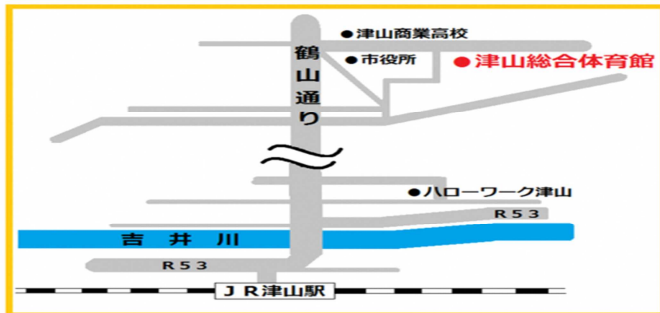 ●津山商業高校
鶴山通り
●市役所
●津山総合体育館
●ハローワーク津山
R53
吉井川
R53
JR津山駅